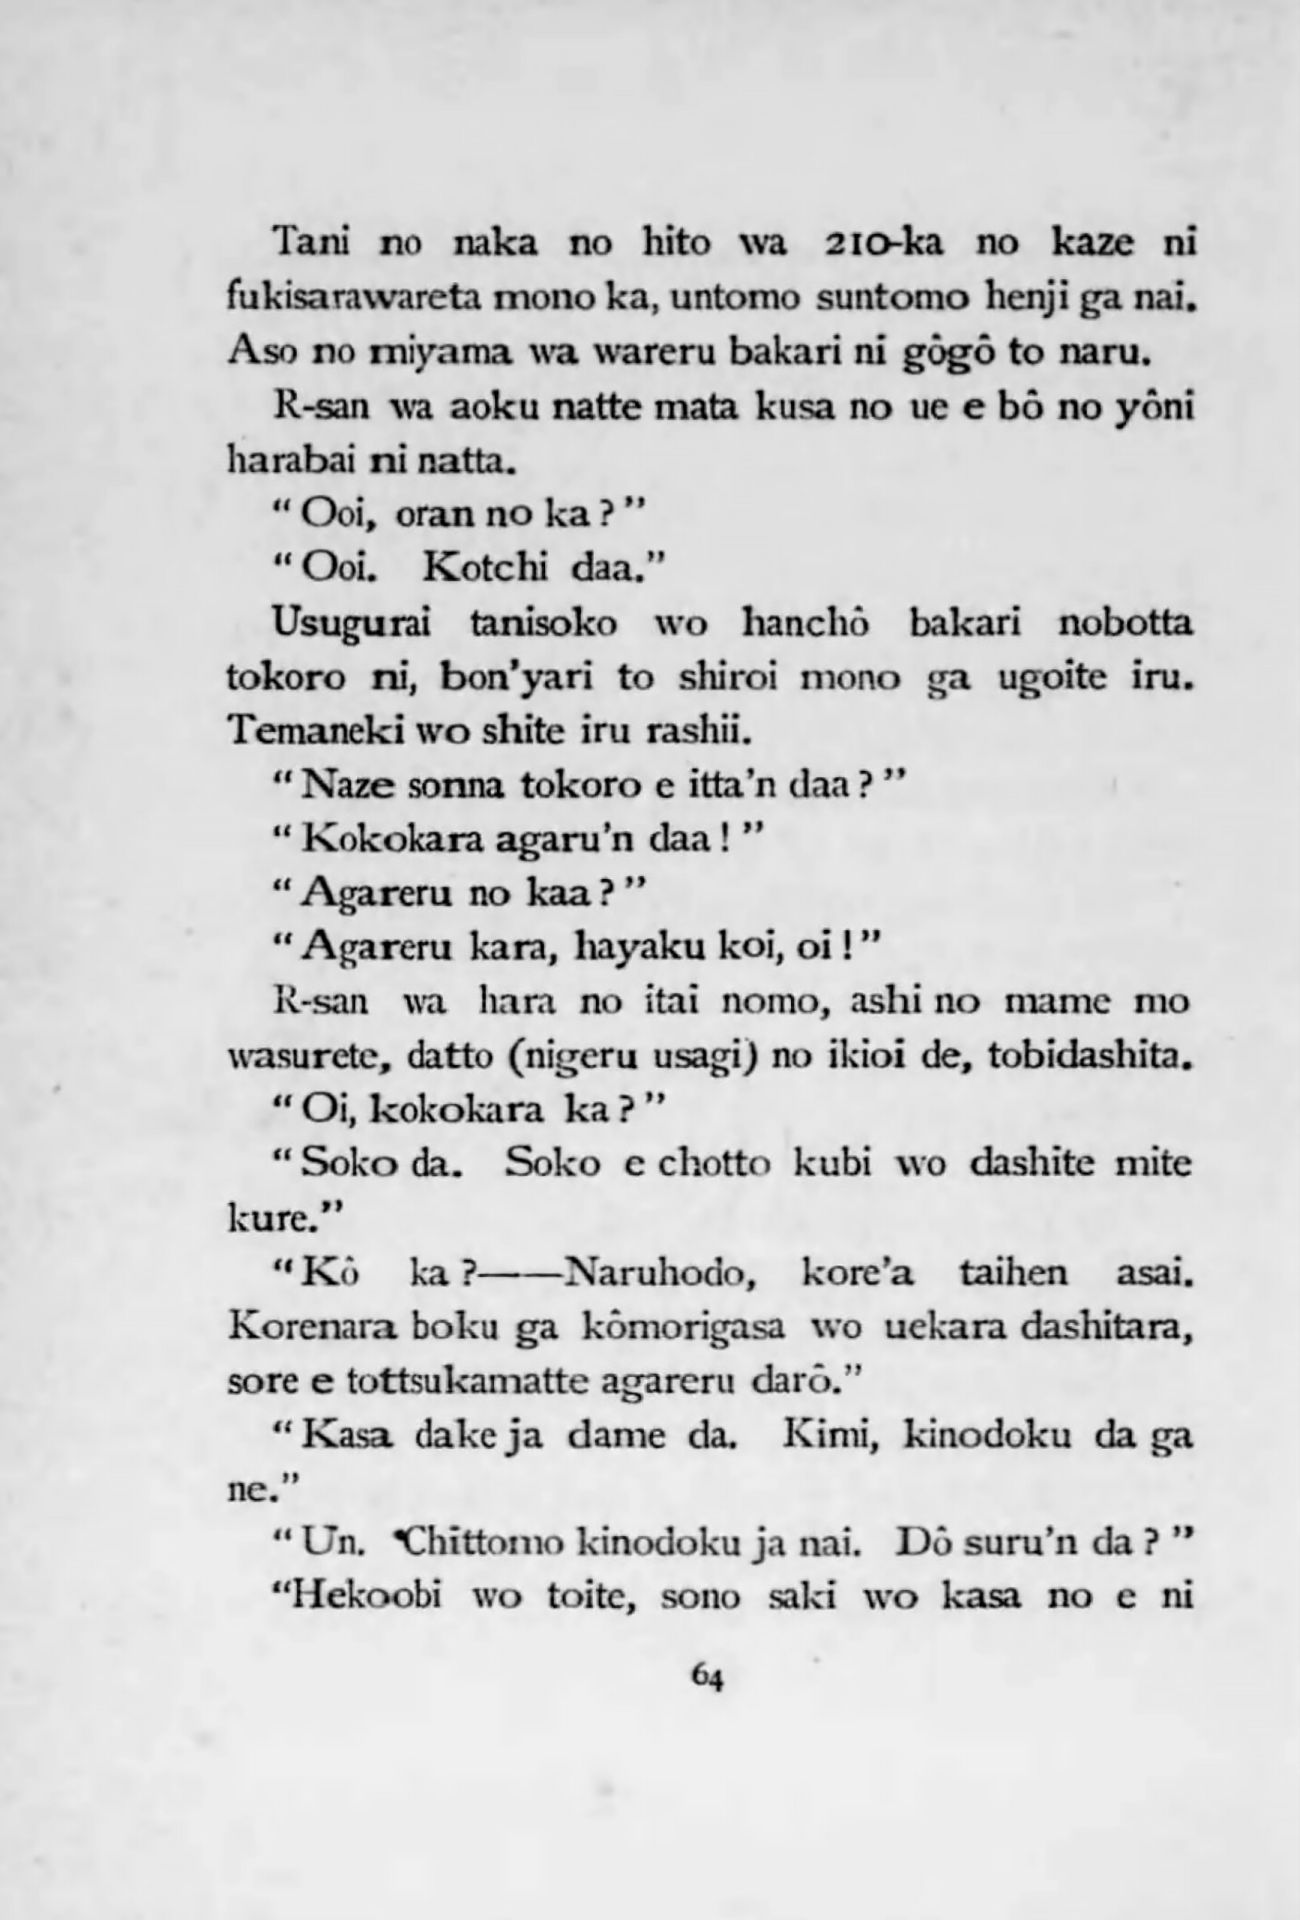 Tani no naka no hito wa 210-ka no kaze ni
fukisarawareta mono ka, untomo suntomo henji ga nai.
Aso no miyama wa wareru bakari ni gôgô to naru.
R-san wa aoku natte mata kusa no ue e bô no yôni
harabai ni natta.
“Ooi, oran no ka?”
“Ooi. Kotchi daa.”
Usugurai tanisoko wo hanchô bakari nobotta
tokoro ni, bon’yari to shiroi mono ga ugoite iru.
Temaneki wo shite iru rashii.
“Naze sonna tokoro e itta’n daa?”
“Kokokara agaru’n daa!”
“Agareru no kaa?”
“Agareru kara, hayaku koi, oi!”
R-san wa hara no itai nomo, ashi no mame mo
wasurete, datto (nigeru usagi) no ikioi de, tobidashita.
“Oi, kokokara ka?”
“Soko da. Soko e chotto kubi wo dashite mite
kure.”
“Kô ka?——Naruhodo, kore’a taihen asai.
Korenara boku ga kômorigasa wo uekara dashitara,
sore e tottsukamatte agareru darô.”
“Kasa dake ja dame da. Kimi, kinodoku da ga
ne.”
“Un. Chittomo kinodoku ja nai. Dô suru’n da?”
“Hekoobi wo toite, sono saki wo kasa no e ni
64